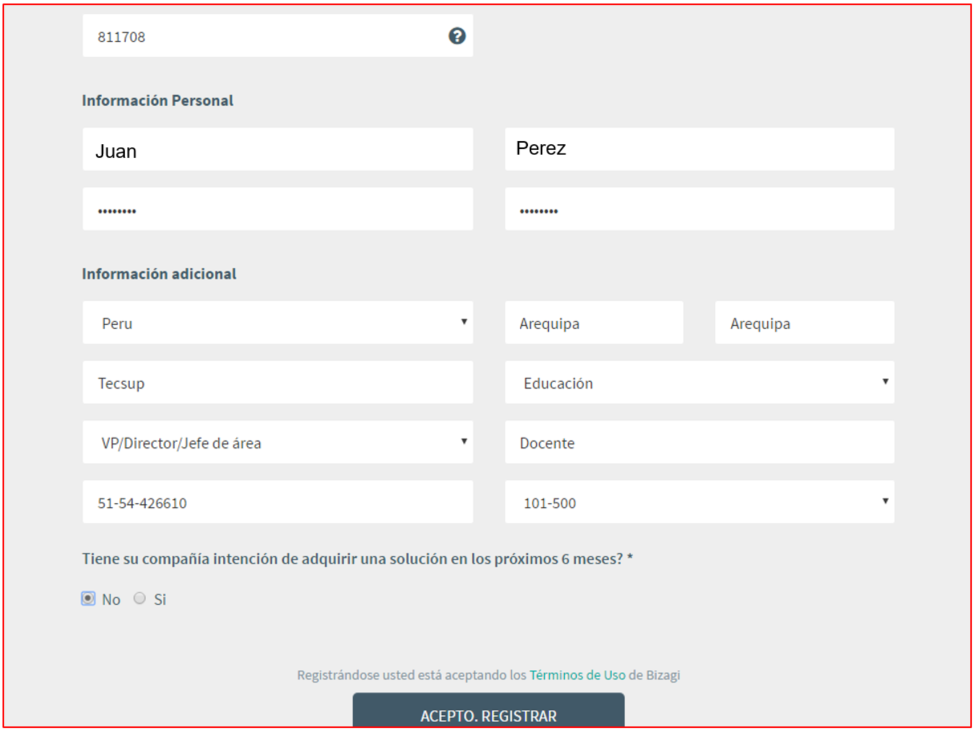 811708
Información Personal
Juan Perez
•••••••• ••••••••
Información adicional
Peru Arequipa Arequipa
Tecsup Educación
VP/Director/Jefe de área Docente
51-54-426610 101-500
Tiene su compañía intención de adquirir una solución en los próximos 6 meses? *
No Si
Registrándose usted está aceptando los Términos de Uso de Bizagi
ACEPTO. REGISTRAR